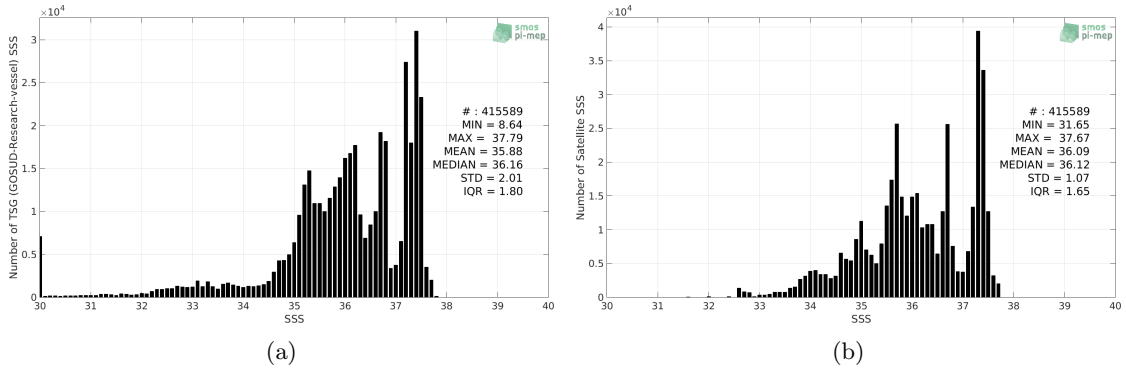 ×10⁴
smos
pi-mep
Number of TSG (GOSUD-Research-vessel) SSS
3
2.5
2
1.5
1
0.5
0
# : 415589
MIN = 8.64
MAX = 37.79
MEAN = 35.88
MEDIAN = 36.16
STD = 2.01
IQR = 1.80
30 31 32 33 34 35 36 37 38 39 40
SSS
(a)
×10⁴
smos
pi-mep
Number of Satellite SSS
4
3.5
3
2.5
2
1.5
1
0.5
0
# : 415589
MIN = 31.65
MAX = 37.67
MEAN = 36.09
MEDIAN = 36.12
STD = 1.07
IQR = 1.65
30 31 32 33 34 35 36 37 38 39 40
SSS
(b)